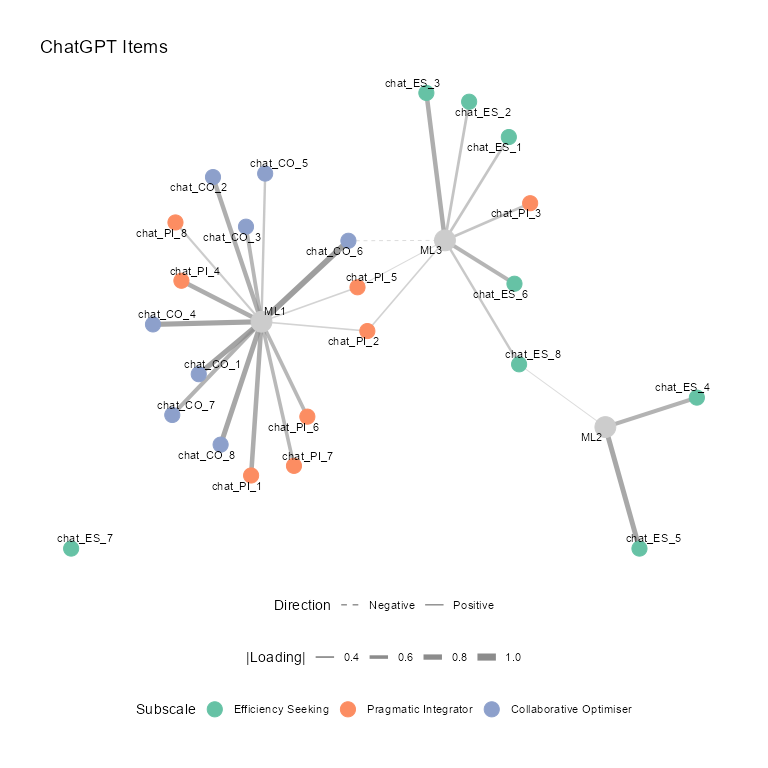 ChatGPT Items
chat_ES_3
chat_ES_2
chat_ES_1
chat_CO_5
chat_CO_2
chat_PI_3
chat_PI_8
chat_CO_3
chat_CO_6
ML3
chat_PI_4
chat_PI_5
chat_ES_6
ML1
chat_CO_4
chat_PI_2
chat_ES_8
chat_CO_1
chat_ES_4
chat_CO_7
chat_PI_6
ML2
chat_CO_8
chat_PI_7
chat_PI_1
chat_ES_7
chat_ES_5
Direction Negative Positive
|Loading| 0.4 0.6 0.8 1.0
Subscale Efficiency Seeking Pragmatic Integrator Collaborative Optimiser